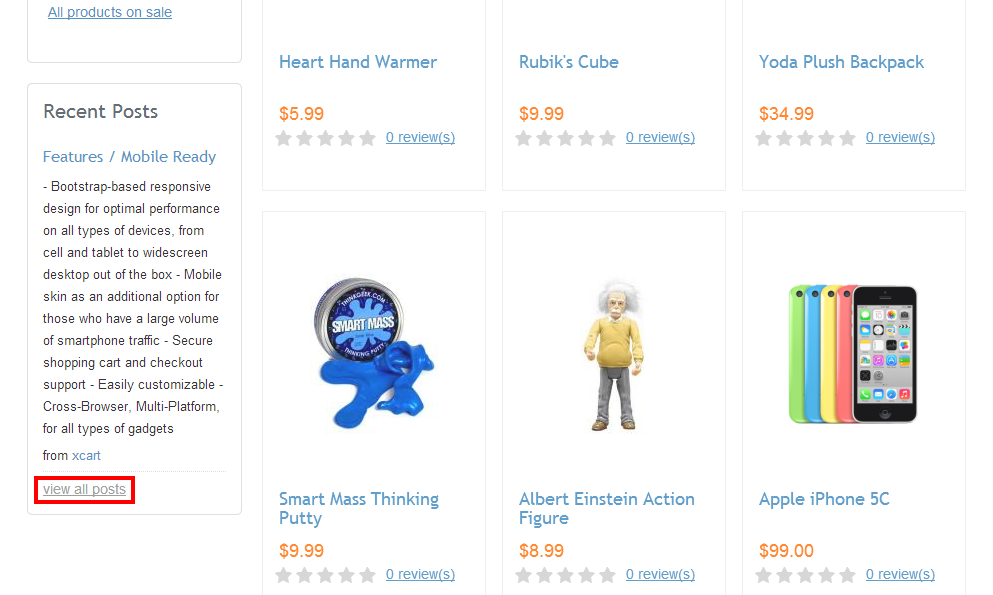 All products on sale
Recent Posts
Features / Mobile Ready
- Bootstrap-based responsive
design for optimal performance
on all types of devices, from
cell and tablet to widescreen
desktop out of the box - Mobile
skin as an additional option for
those who have a large volume
of smartphone traffic - Secure
shopping cart and checkout
support - Easily customizable -
Cross-Browser, Multi-Platform,
for all types of gadgets
from xcart
view all posts
Heart Hand Warmer
$5.99
0 review(s)
Rubik's Cube
$9.99
0 review(s)
Yoda Plush Backpack
$34.99
0 review(s)
THINKGEEK.COM
SMART MASS
THINKING PUTTY
Smart Mass Thinking
Putty
$9.99
0 review(s)
Albert Einstein Action
Figure
$8.99
0 review(s)
Apple iPhone 5C
$99.00
0 review(s)